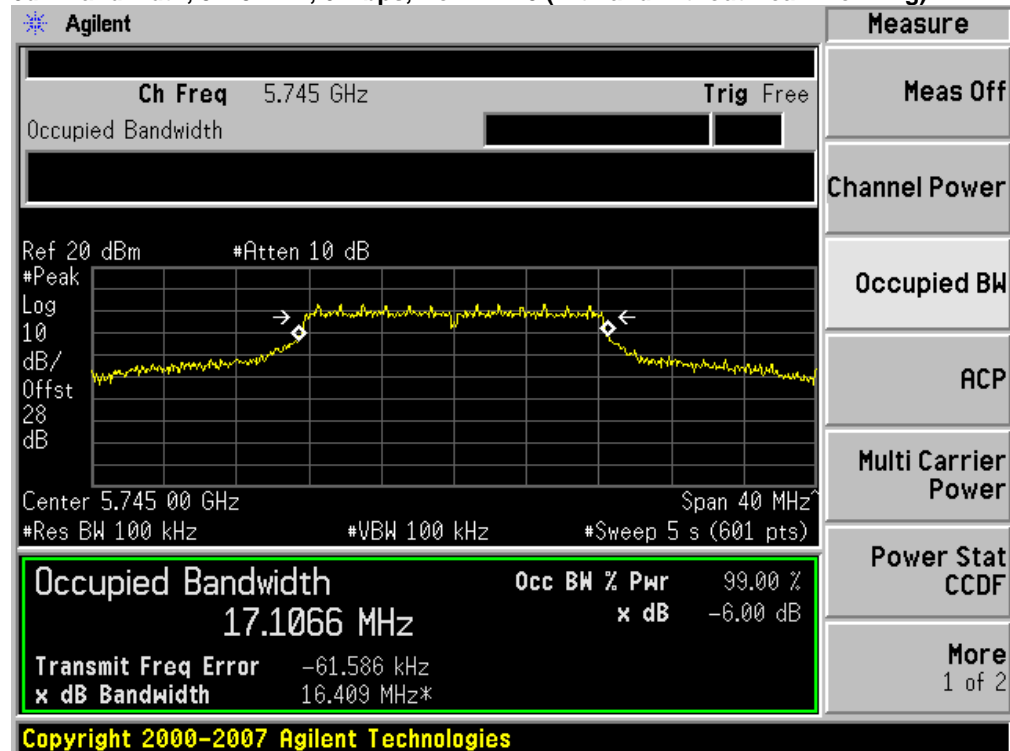 Agilent
Measure
Ch Freq 5.745 GHz
Trig Free
Occupied Bandwidth
Meas Off
Channel Power
Occupied BW
ACP
Multi Carrier
Power
Power Stat
CCDF
More
1 of 2
Ref 20 dBm #Atten 10 dB
#Peak
Log
10
dB/
Offst
28
dB
Center 5.745 00 GHz
Span 40 MHz^
#Res BW 100 kHz
#VBW 100 kHz
#Sweep 5 s (601 pts)
Occupied Bandwidth
17.1066 MHz
Occ BW % Pwr 99.00 %
x dB -6.00 dB
Transmit Freq Error -61.586 kHz
x dB Bandwidth 16.409 MHz*
Copyright 2000-2007 Agilent Technologies